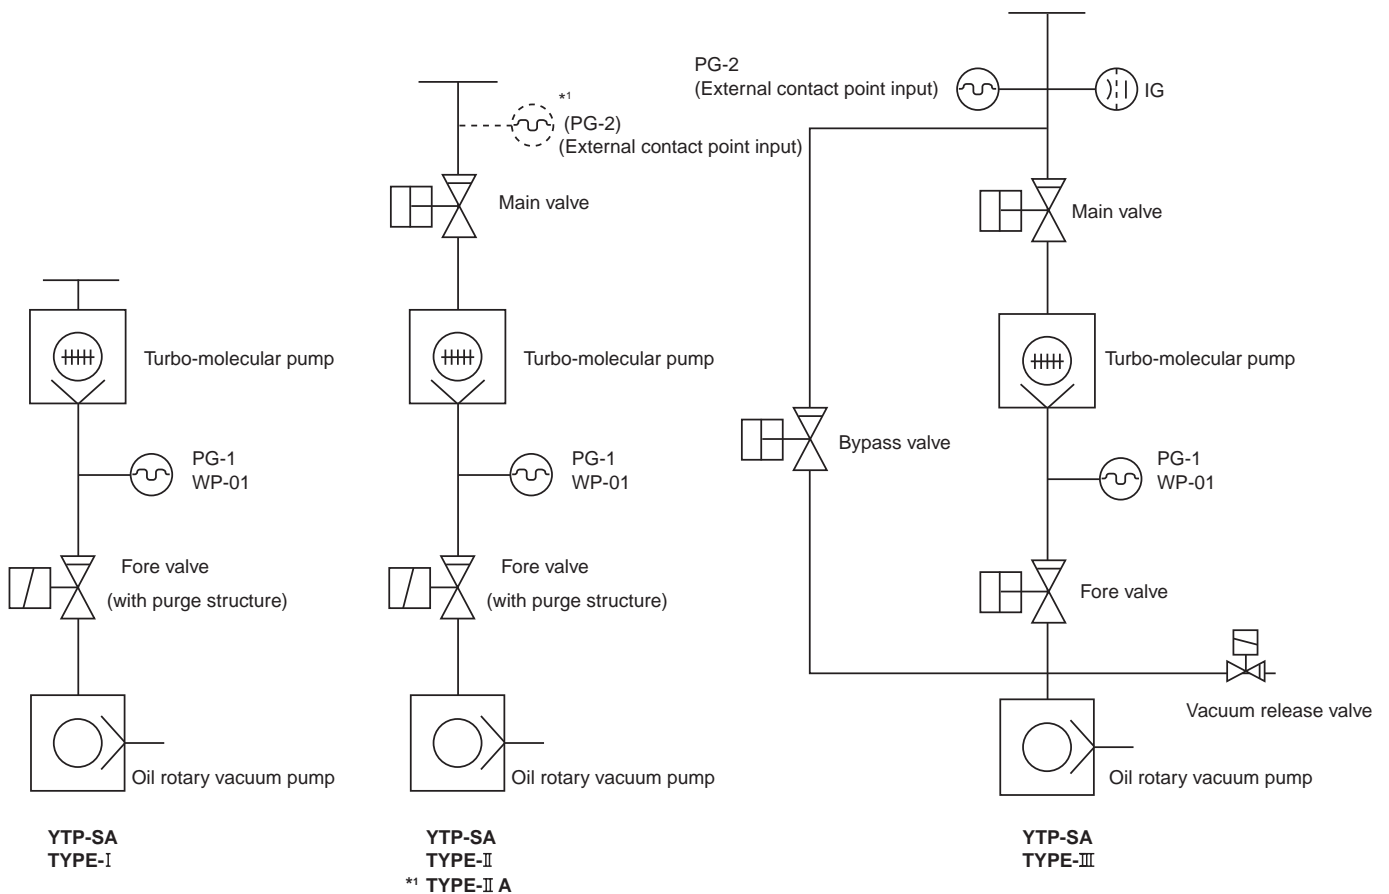 Turbo-molecular pump
PG-1
WP-01
Fore valve
(with purge structure)
Oil rotary vacuum pump
YTP-SA
TYPE-Ⅰ
*1
(PG-2)
(External contact point input)
Main valve
Turbo-molecular pump
PG-1
WP-01
Fore valve
(with purge structure)
Oil rotary vacuum pump
YTP-SA
TYPE-Ⅱ
*1 TYPE-Ⅱ A
PG-2
(External contact point input)
IG
Main valve
Turbo-molecular pump
Bypass valve
PG-1
WP-01
Fore valve
Vacuum release valve
Oil rotary vacuum pump
YTP-SA
TYPE-Ⅲ